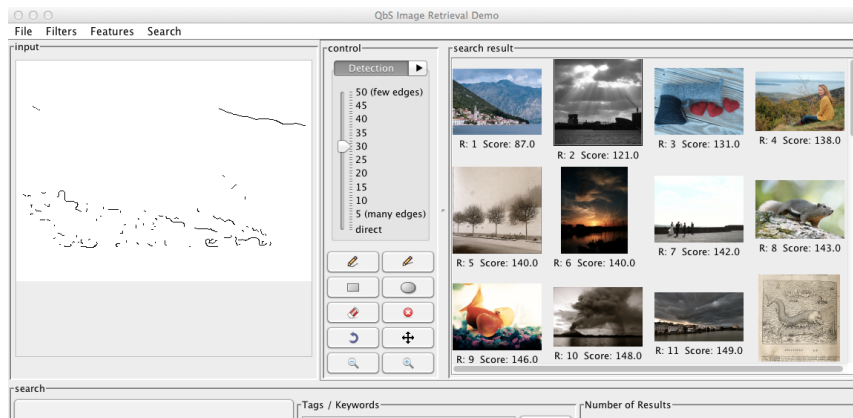 QbS Image Retrieval Demo
File Filters Features Search
input
control
Detection
50 (few edges)
45
40
35
30
25
20
15
10
5 (many edges)
direct
search result
R: 1 Score: 87.0
R: 2 Score: 121.0
R: 3 Score: 131.0
R: 4 Score: 138.0
R: 5 Score: 140.0
R: 6 Score: 140.0
R: 7 Score: 142.0
R: 8 Score: 143.0
R: 9 Score: 146.0
R: 10 Score: 148.0
R: 11 Score: 149.0
search
Tags / Keywords
Number of Results